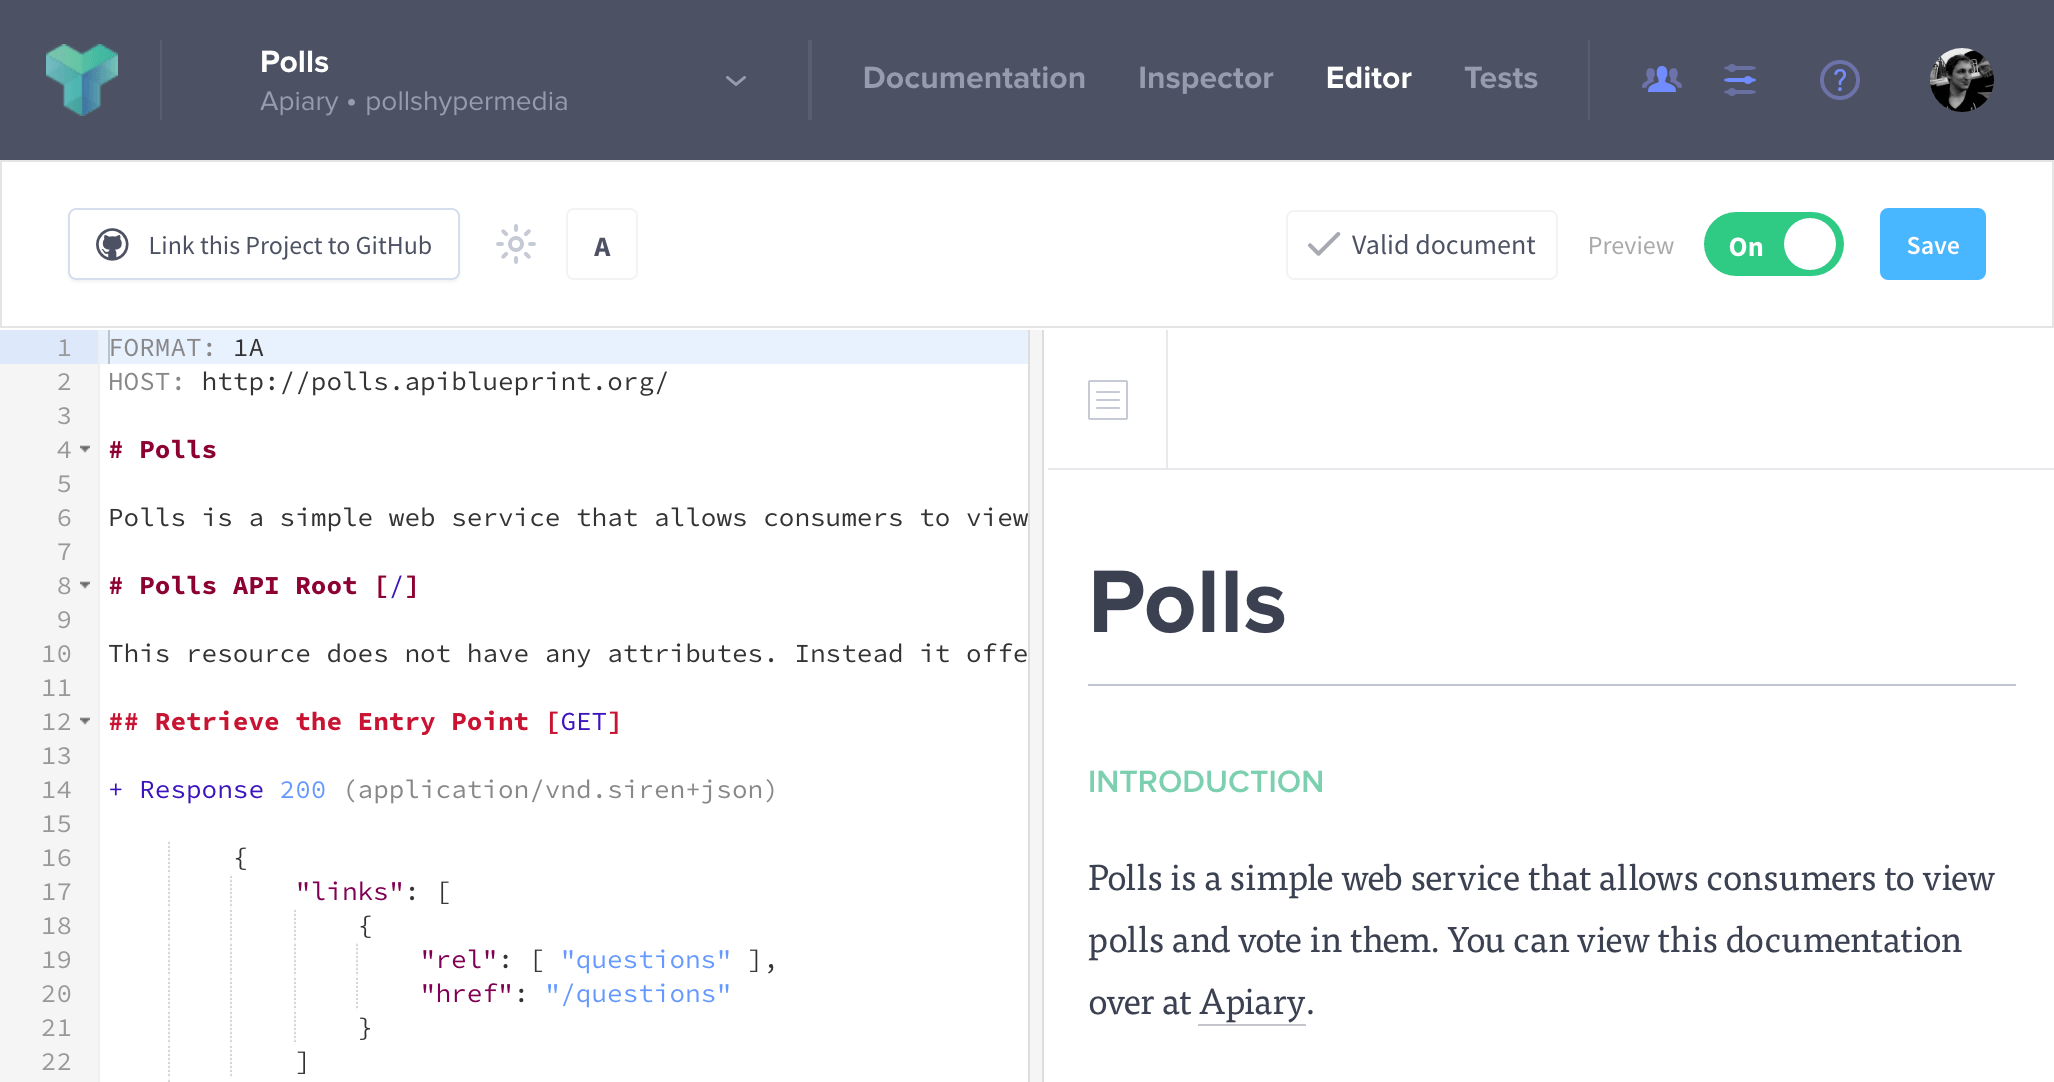 Polls
Apiary • pollshypermedia
Documentation
Inspector
Editor
Tests
?
Link this Project to GitHub
A
Valid document
Preview
On
Save
1 FORMAT: 1A
2 HOST: http://polls.apiblueprint.org/
3
4 # Polls
5
6 Polls is a simple web service that allows consumers to view
7
8 # Polls API Root [/]
9
10 This resource does not have any attributes. Instead it offe
11
12 ## Retrieve the Entry Point [GET]
13
14 + Response 200 (application/vnd.siren+json)
15
16 {
17 "links": [
18 {
19 "rel": [ "questions" ],
20 "href": "/questions"
21 }
22 ]
Polls
INTRODUCTION
Polls is a simple web service that allows consumers to view
polls and vote in them. You can view this documentation
over at Apiary.